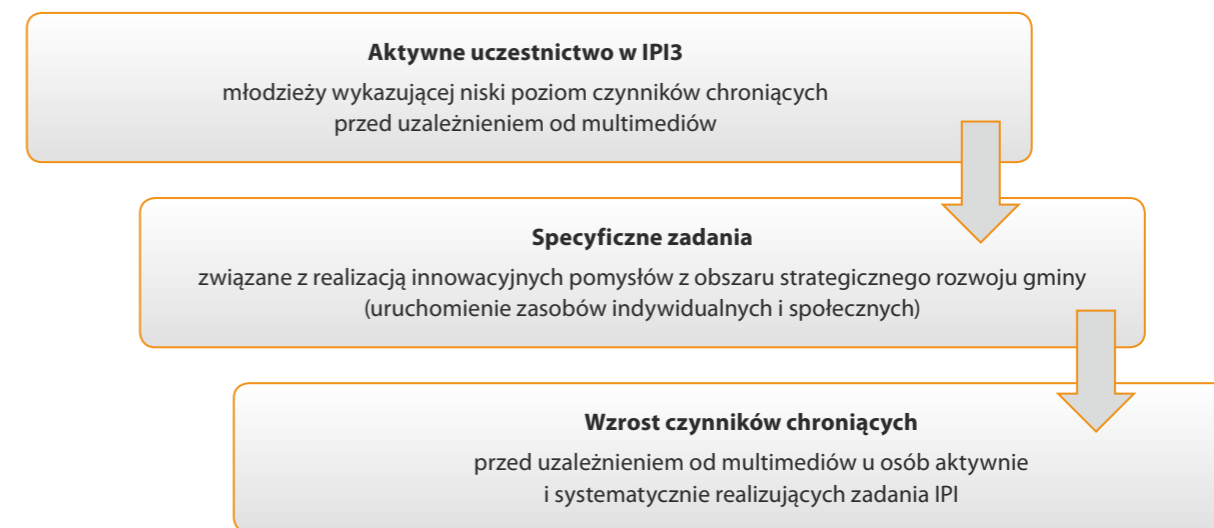 Aktywne uczestnictwo w IPI3
młodzieży wykazującej niski poziom czynników chroniących
przed uzależnieniem od multimediów
Specyficzne zadania
związane z realizacją innowacyjnych pomysłów z obszaru strategicznego rozwoju gminy
(uruchomienie zasobów indywidualnych i społecznych)
Wzrost czynników chroniących
przed uzależnieniem od multimediów u osób aktywnie
i systematycznie realizujących zadania IPI